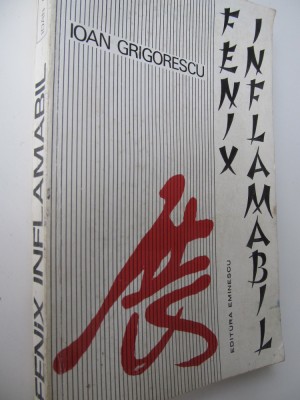 IOAN GRIGORESCU
FENIX
INFLAMABIL
EDITURA EMINESCU
FENIX INFLAMABIL